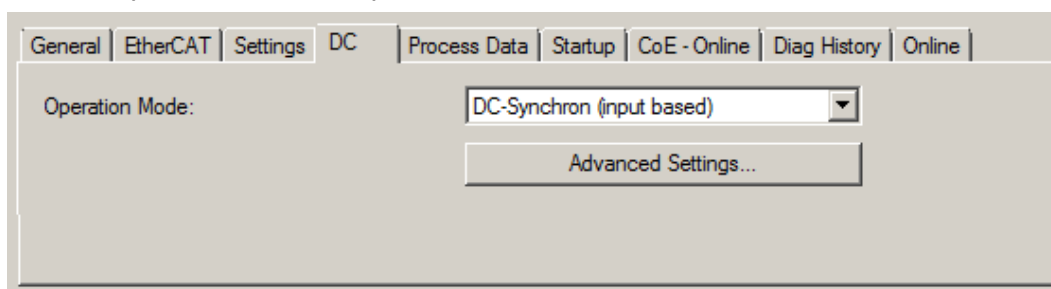 General EtherCAT Settings DC Process Data Startup CoE - Online Diag History Online
Operation Mode: DC-Synchron (input based)
Advanced Settings...